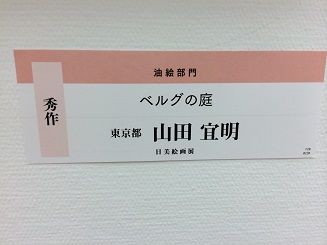 油絵部門
秀作
ベルグの庭
東京都 山田 宜明
日美絵画展